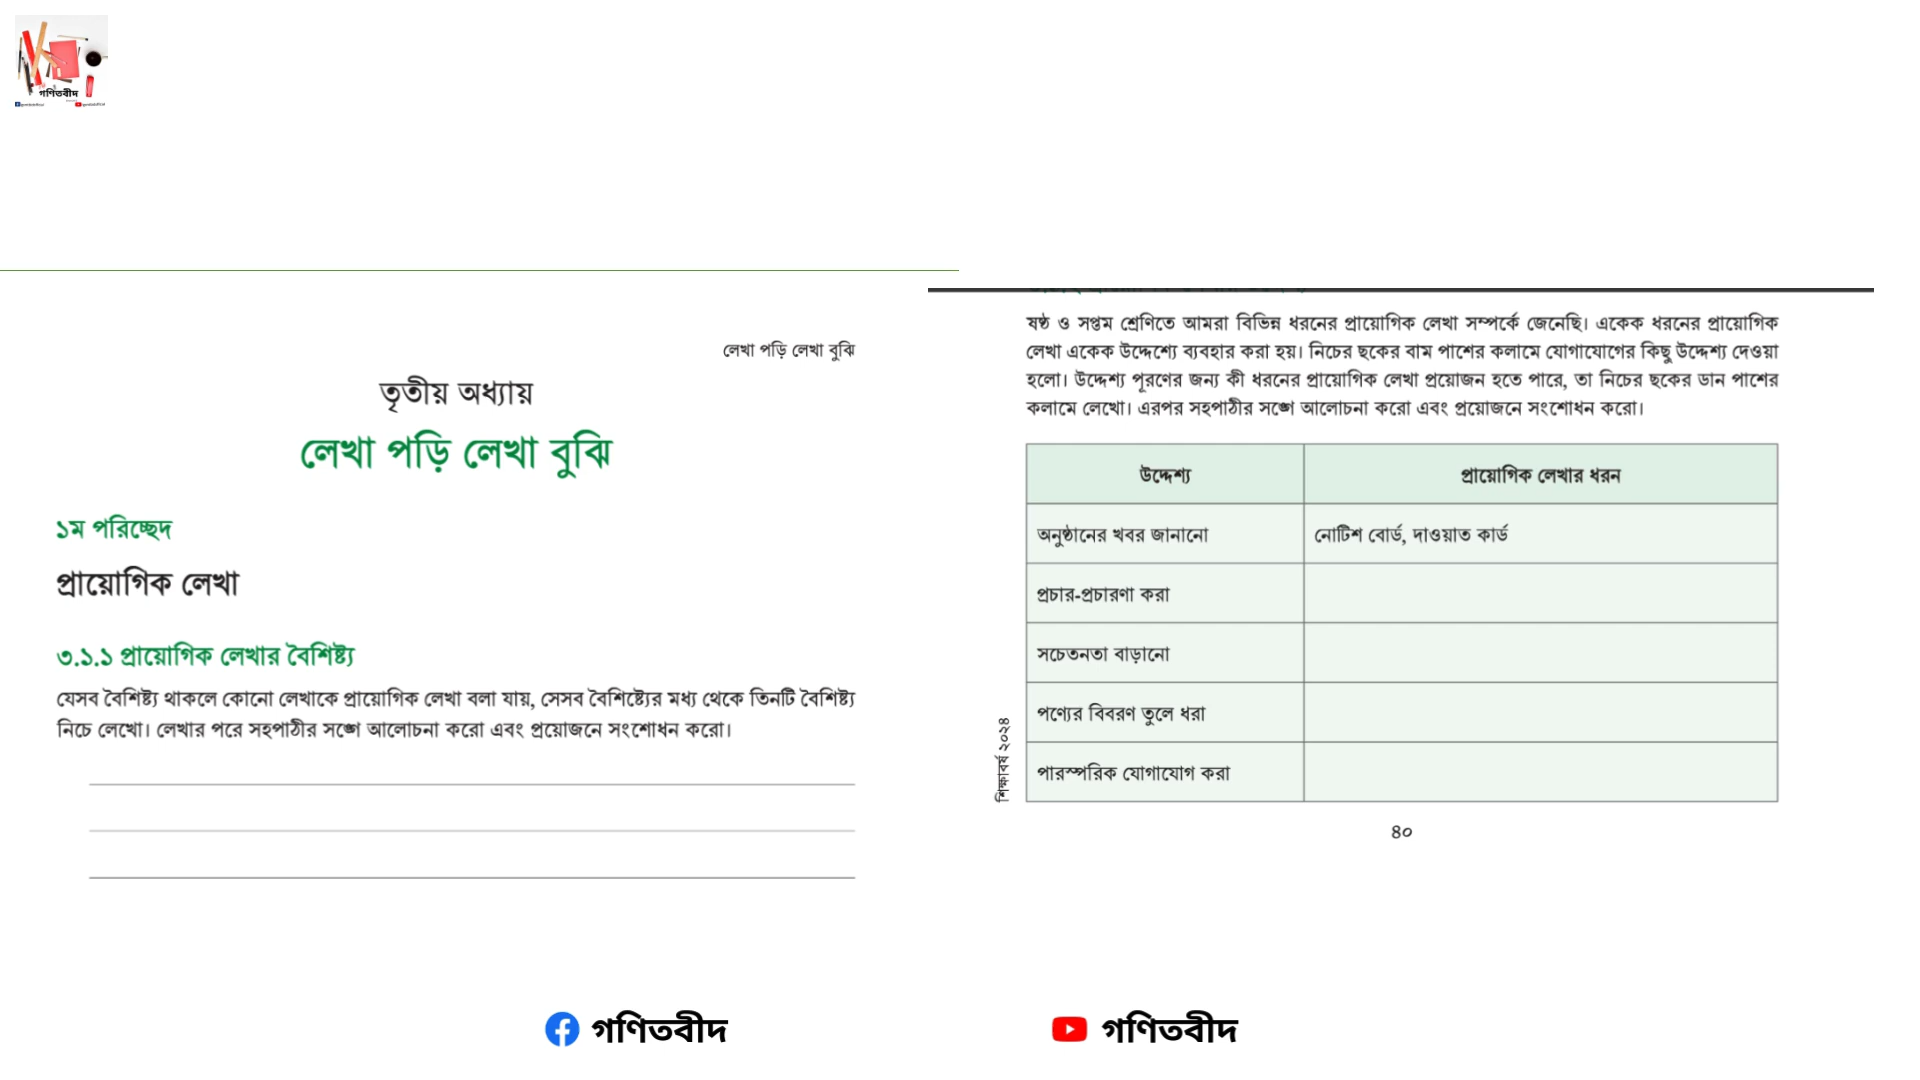 গণিতবীদ
লেখা পড়ি লেখা বুঝি
তৃতীয় অধ্যায়
লেখা পড়ি লেখা বুঝি
১ম পরিচ্ছেদ
প্রায়োগিক লেখা
৩.১.১ প্রায়োগিক লেখার বৈশিষ্ট্য
যেসব বৈশিষ্ট্য থাকলে কোনো লেখাকে প্রায়োগিক লেখা বলা যায়, সেসব বৈশিষ্ট্যের মধ্য থেকে তিনটি বৈশিষ্ট্য
নিচে লেখো। লেখার পরে সহপাঠীর সঙ্গে আলোচনা করো এবং প্রয়োজনে সংশোধন করো।
ষষ্ঠ ও সপ্তম শ্রেণিতে আমরা বিভিন্ন ধরনের প্রায়োগিক লেখা সম্পর্কে জেনেছি। একেক ধরনের প্রায়োগিক
লেখা একেক উদ্দেশ্যে ব্যবহার করা হয়। নিচের ছকের বাম পাশের কলামে যোগাযোগের কিছু উদ্দেশ্য দেওয়া
হলো। উদ্দেশ্য পূরণের জন্য কী ধরনের প্রায়োগিক লেখা প্রয়োজন হতে পারে, তা নিচের ছকের ডান পাশের
কলামে লেখো। এরপর সহপাঠীর সঙ্গে আলোচনা করো এবং প্রয়োজনে সংশোধন করো।
উদ্দেশ্য প্রায়োগিক লেখার ধরন
অনুষ্ঠানের খবর জানানো নোটিশ বোর্ড, দাওয়াত কার্ড
প্রচার-প্রচারণা করা
সচেতনতা বাড়ানো
পণ্যের বিবরণ তুলে ধরা
পারস্পরিক যোগাযোগ করা
শিক্ষাবর্ষ ২০২৪
৪০
গণিতবীদ গণিতবীদ